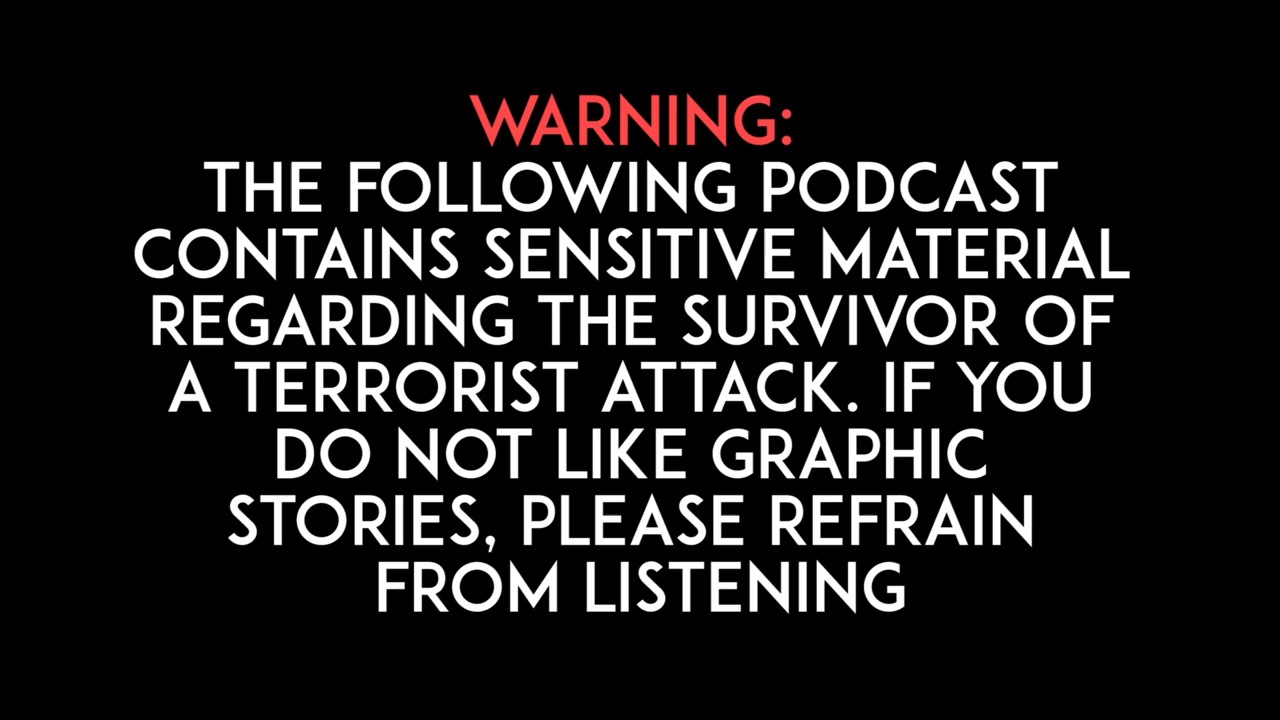 WARNING:
THE FOLLOWING PODCAST
CONTAINS SENSITIVE MATERIAL
REGARDING THE SURVIVOR OF
A TERRORIST ATTACK. IF YOU
DO NOT LIKE GRAPHIC
STORIES, PLEASE REFRAIN
FROM LISTENING